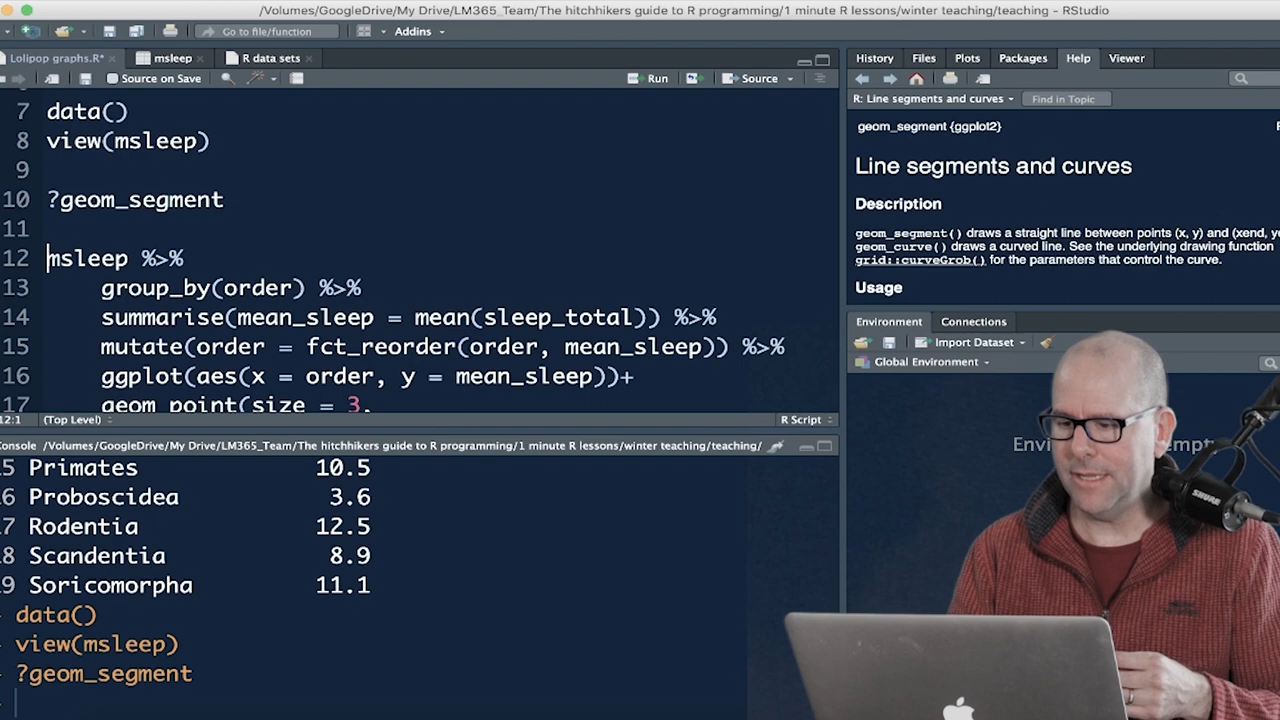 /Volumes/GoogleDrive/My Drive/LM365_Team/The hitchhikers guide to R programming/1 minute R lessons/winter teaching/teaching - RStudio
Go to file/function
Addins
Lolipop graphs.R*
msleep
R data sets
Source on Save
Run
Source
7 data()
8 view(msleep)
9
10 ?geom_segment
11
12 msleep %>%
13 group_by(order) %>%
14 summarise(mean_sleep = mean(sleep_total)) %>%
15 mutate(order = fct_reorder(order, mean_sleep)) %>%
16 ggplot(aes(x = order, y = mean_sleep))+
17 geom_point(size = 3,
12:1 (Top Level)
R Script
Console /Volumes/GoogleDrive/My Drive/LM365_Team/The hitchhikers guide to R programming/1 minute R lessons/winter teaching/teaching/
5 Primates 10.5
6 Proboscidea 3.6
7 Rodentia 12.5
8 Scandentia 8.9
9 Soricomorpha 11.1
data()
view(msleep)
?geom_segment
History Files Plots Packages Help Viewer
R: Line segments and curves
Find in Topic
geom_segment {ggplot2}
Line segments and curves
Description
geom_segment() draws a straight line between points (x, y) and (xend,
geom_curve() draws a curved line. See the underlying drawing function
grid::curveGrob() for the parameters that control the curve.
Usage
Environment Connections
Import Dataset
Global Environment
SHURE